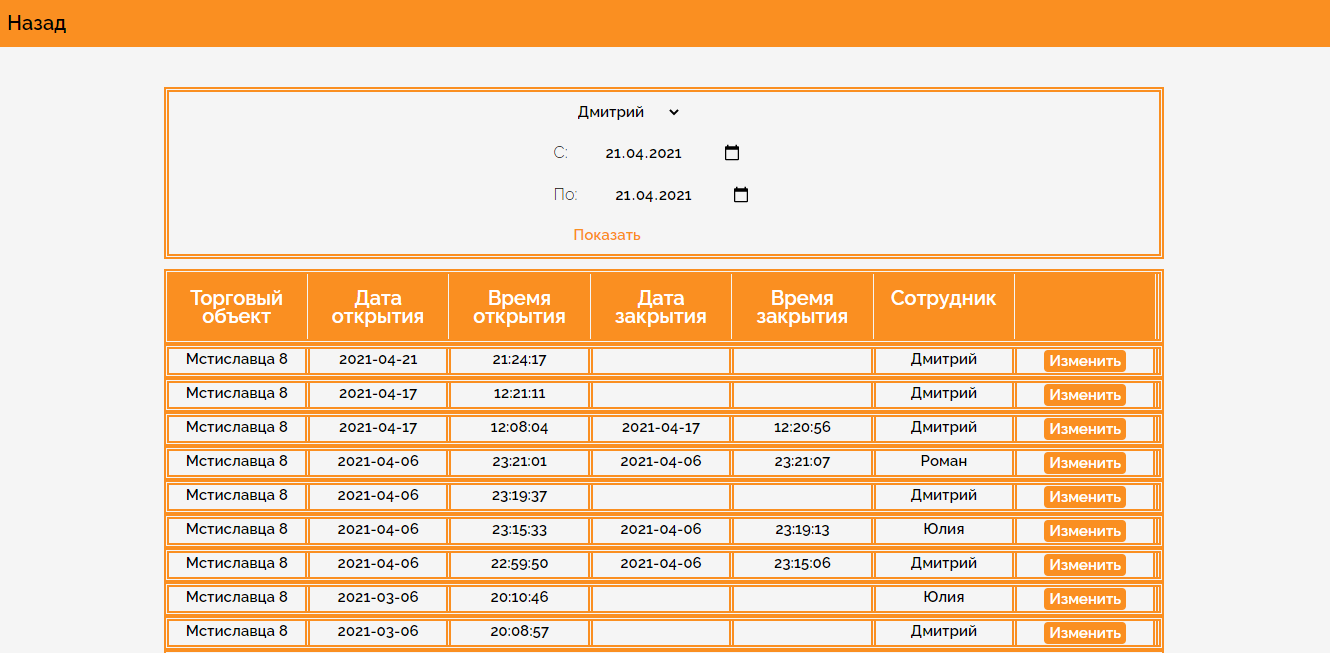 Назад
Дмитрий
С: 21.04.2021
По: 21.04.2021
Показать
Торговый объект Дата открытия Время открытия Дата закрытия Время закрытия Сотрудник
Мстиславца 8 2021-04-21 21:24:17 Дмитрий Изменить
Мстиславца 8 2021-04-17 12:21:11 Дмитрий Изменить
Мстиславца 8 2021-04-17 12:08:04 2021-04-17 12:20:56 Дмитрий Изменить
Мстиславца 8 2021-04-06 23:21:01 2021-04-06 23:21:07 Роман Изменить
Мстиславца 8 2021-04-06 23:19:37 Дмитрий Изменить
Мстиславца 8 2021-04-06 23:15:33 2021-04-06 23:19:13 Юлия Изменить
Мстиславца 8 2021-04-06 22:59:50 2021-04-06 23:15:06 Дмитрий Изменить
Мстиславца 8 2021-03-06 20:10:46 Юлия Изменить
Мстиславца 8 2021-03-06 20:08:57 Дмитрий Изменить